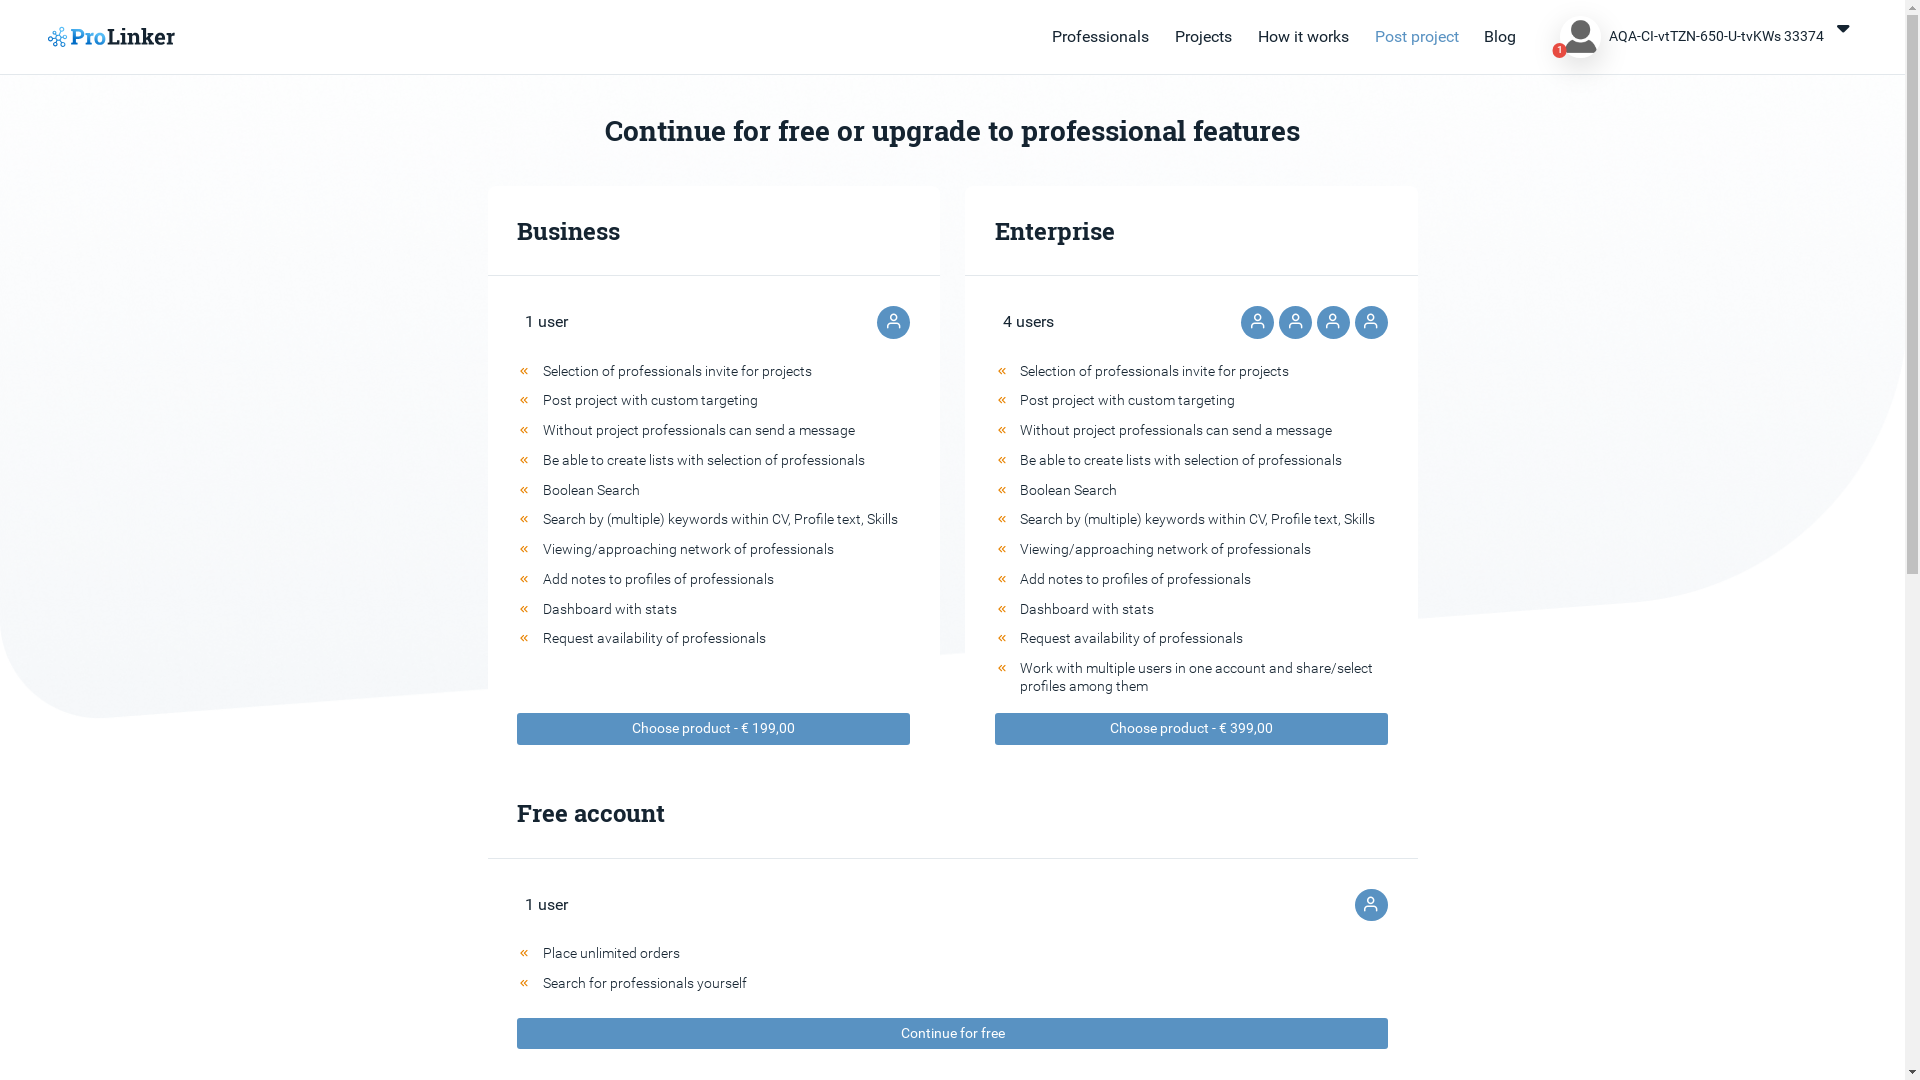 ProLinker
Professionals Projects How it works Post project Blog 1 AQA-CI-vtTZN-650-U-tvKWs 33374
Continue for free or upgrade to professional features
Business
1 user
Selection of professionals invite for projects
Post project with custom targeting
Without project professionals can send a message
Be able to create lists with selection of professionals
Boolean Search
Search by (multiple) keywords within CV, Profile text, Skills
Viewing/approaching network of professionals
Add notes to profiles of professionals
Dashboard with stats
Request availability of professionals
Choose product - € 199,00
Enterprise
4 users
Selection of professionals invite for projects
Post project with custom targeting
Without project professionals can send a message
Be able to create lists with selection of professionals
Boolean Search
Search by (multiple) keywords within CV, Profile text, Skills
Viewing/approaching network of professionals
Add notes to profiles of professionals
Dashboard with stats
Request availability of professionals
Work with multiple users in one account and share/select
profiles among them
Choose product - € 399,00
Free account
1 user
Place unlimited orders
Search for professionals yourself
Continue for free